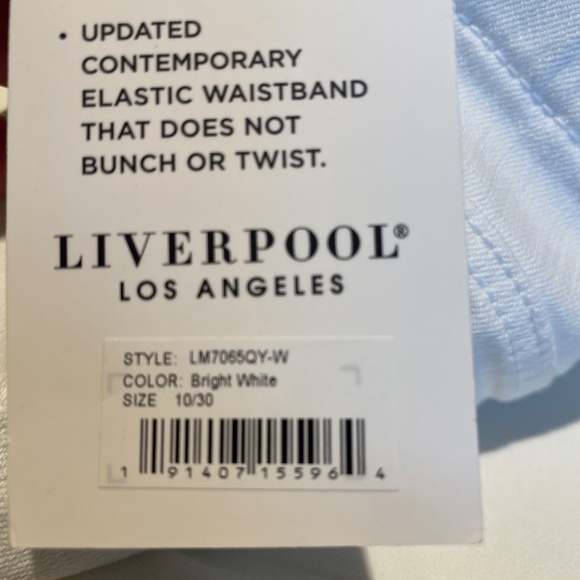 • UPDATED
CONTEMPORARY
ELASTIC WAISTBAND
THAT DOES NOT
BUNCH OR TWIST.
LIVERPOOL®
LOS ANGELES
STYLE: LM7065QY-W
COLOR: Bright White
SIZE 10/30
1 91407 15596 4